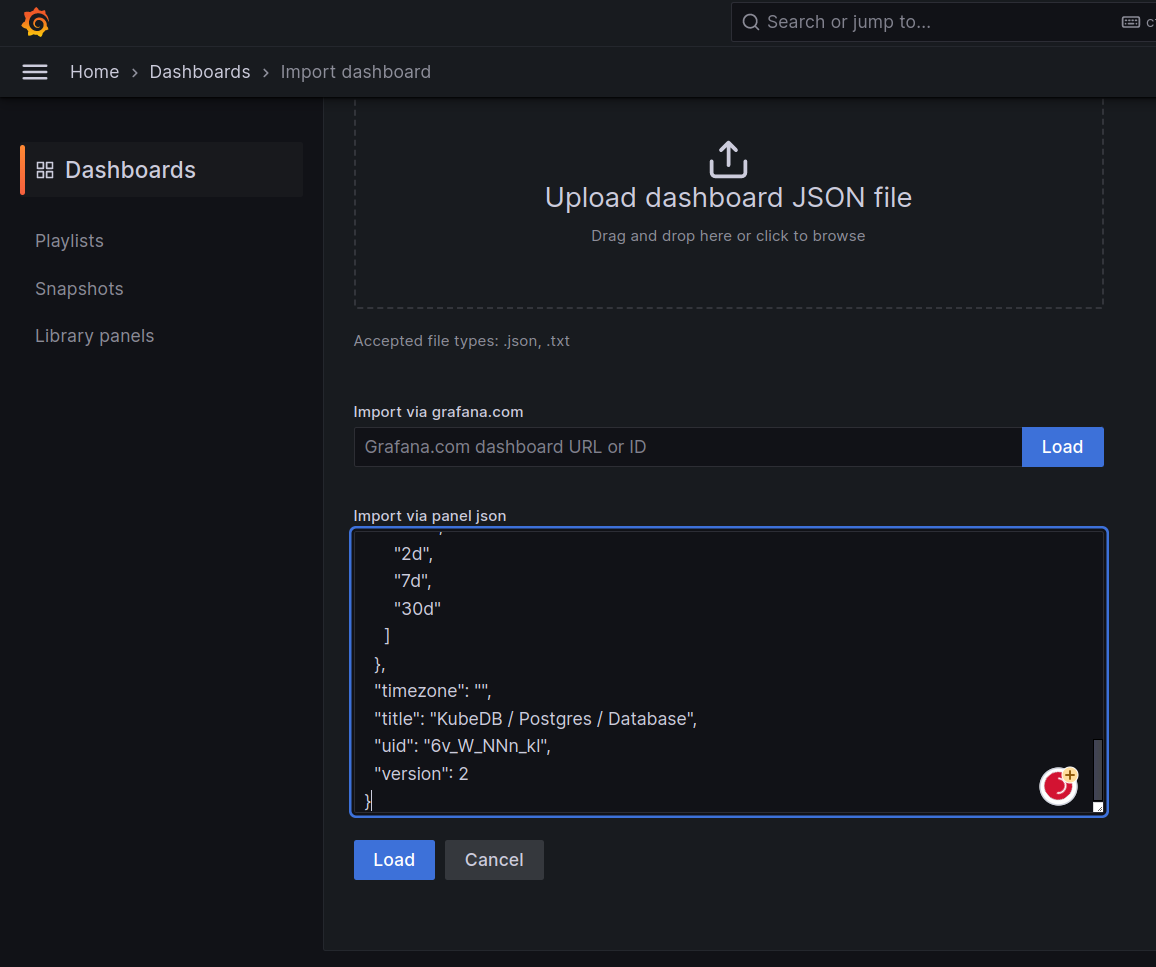 Search or jump to...
Home › Dashboards › Import dashboard
Dashboards
Playlists
Snapshots
Library panels
Upload dashboard JSON file
Drag and drop here or click to browse
Accepted file types: .json, .txt
Import via grafana.com
Grafana.com dashboard URL or ID
Load
Import via panel json
"2d",
"7d",
"30d"
]
},
"timezone": "",
"title": "KubeDB / Postgres / Database",
"uid": "6v_W_NNn_kl",
"version": 2
}
Load
Cancel